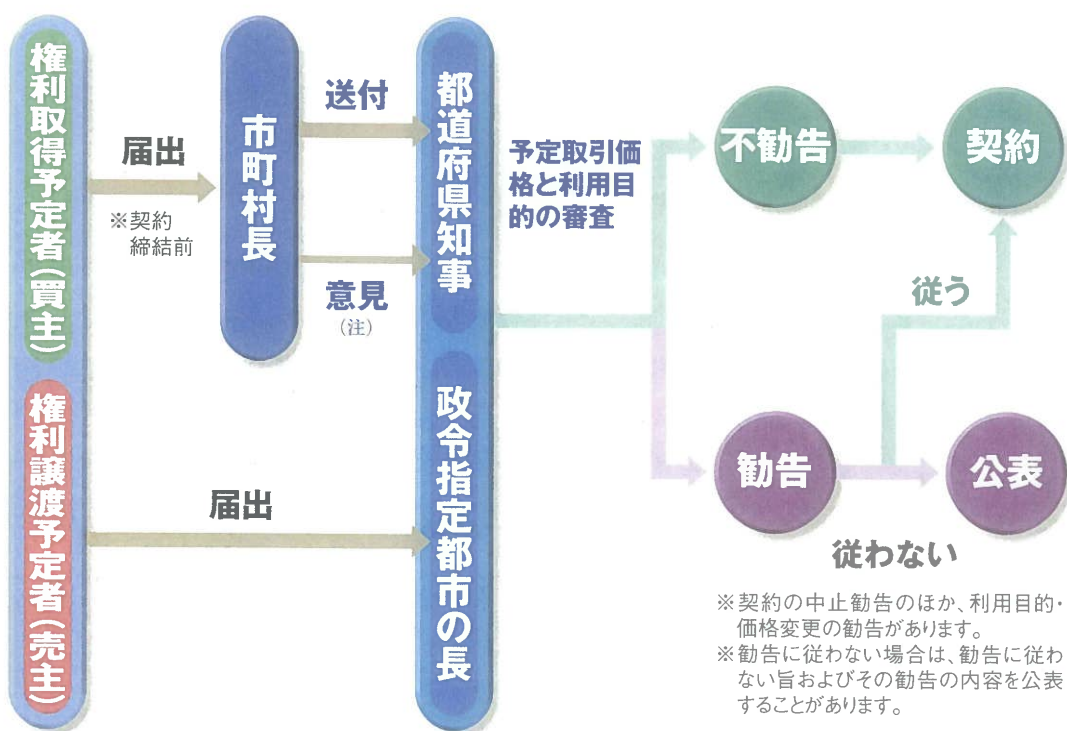 権利取得予定者(買主)
権利譲渡予定者(売主)
届出
※契約
締結前
市町村長
送付
意見
(注)
届出
都道府県知事
政令指定都市の長
予定取引価
格と利用目
的の審査
不勧告
契約
従う
勧告
公表
従わない
※契約の中止勧告のほか、利用目的・
価格変更の勧告があります。
※勧告に従わない場合は、勧告に従わ
ない旨およびその勧告の内容を公表
することがあります。